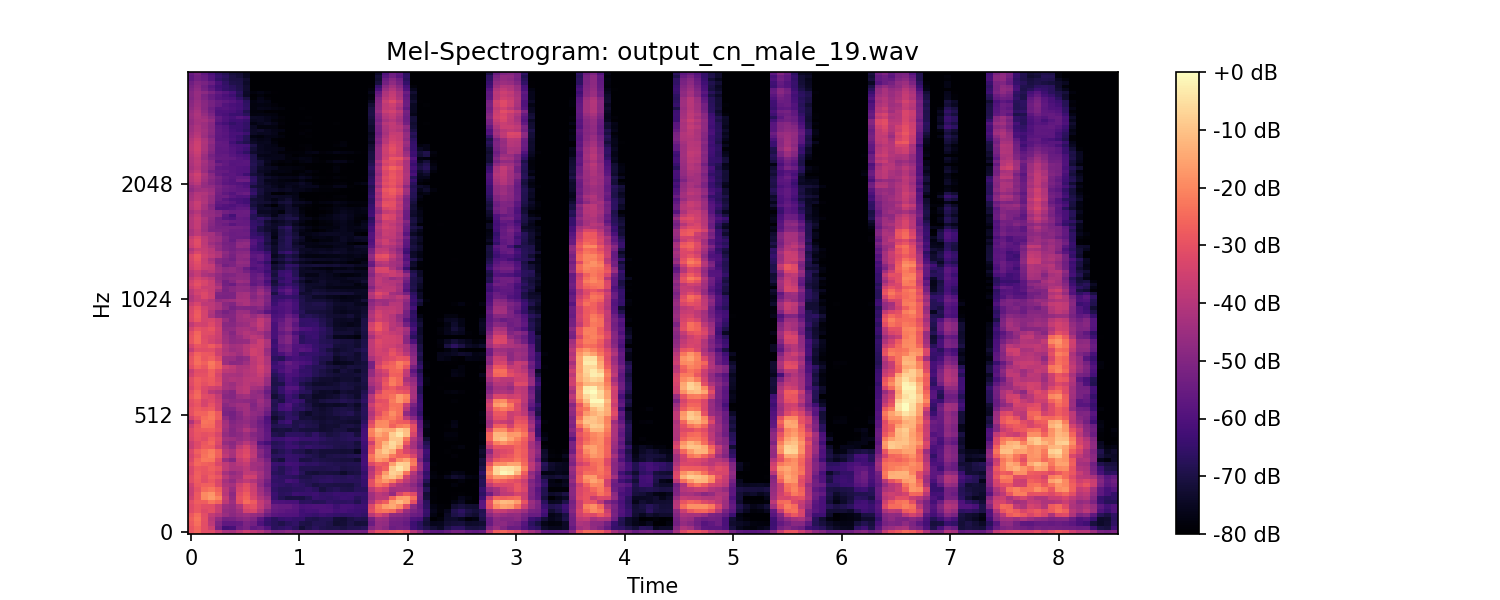 Mel-Spectrogram: output_cn_male_19.wav
+0 dB
-10 dB
2048
-20 dB
-30 dB
Hz
1024
-40 dB
-50 dB
512
-60 dB
-70 dB
0
-80 dB
0 1 2 3 4 5 6 7 8
Time